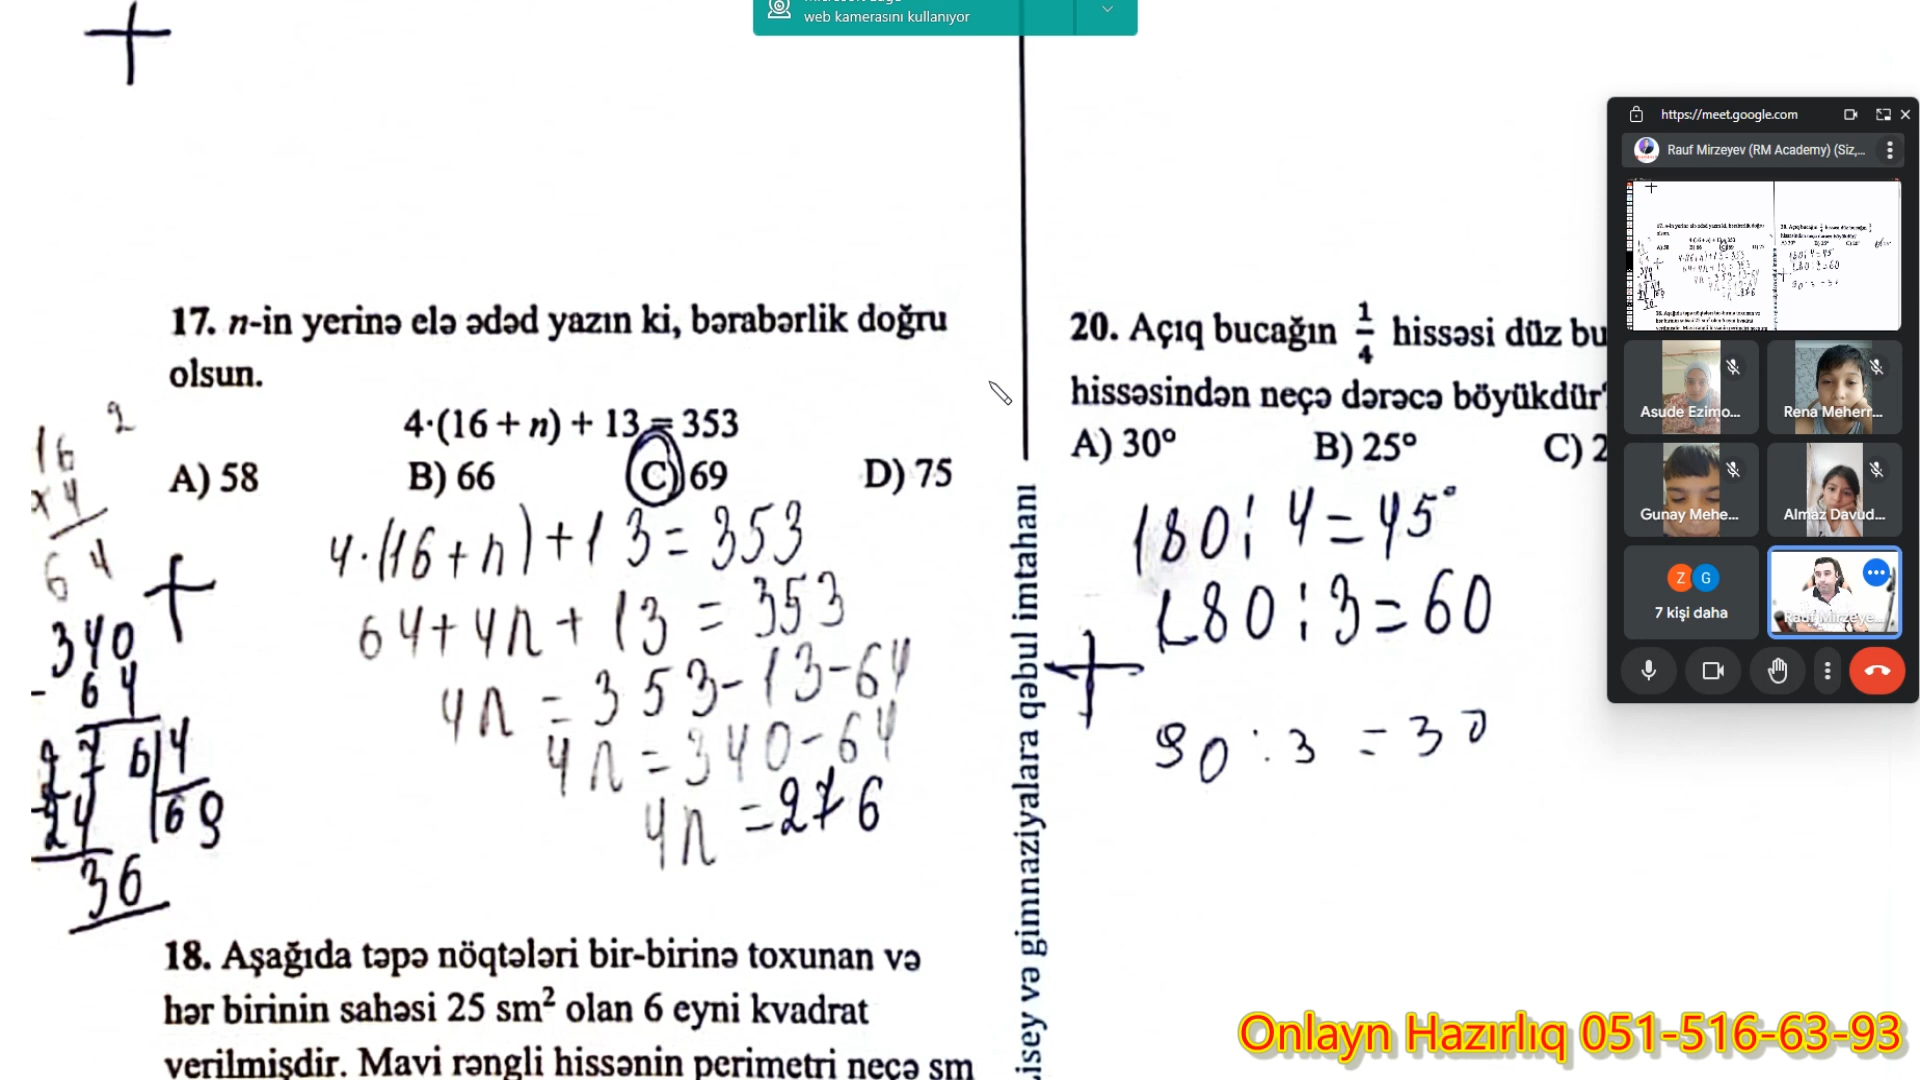 web kamerasını kullanıyor
17. n-in yerinə elə ədəd yazın ki, bərabərlik doğru
olsun.
4·(16 + n) + 13 = 353
A) 58 B) 66 C) 69 D) 75
4·(16+n)+13=353
64+4n+13=353
4n=353-13-64
4n=340-64
4n=276
16
x4
64
2
340
-64
276 4
24 69
36
18. Aşağıda təpə nöqtələri bir-birinə toxunan və
hər birinin sahəsi 25 sm² olan 6 eyni kvadrat
verilmişdir. Mavi rəngli hissənin perimetri neçə sm
Lisey və gimnaziyalara qəbul imtahanı
20. Açıq bucağın 1/4 hissəsi düz bu
hissəsindən neçə dərəcə böyükdür
A) 30° B) 25° C) 2
180:4=45°
180:3=60
90:3=30
https://meet.google.com
Rauf Mirzeyev (RM Academy) (Siz,...
Asude Ezimo...
Rena Meherr...
Gunay Mehe...
Almaz Davud...
Z G
7 kişi daha
Rauf Mirzeye...
Onlayn Hazırlıq 051-516-63-93